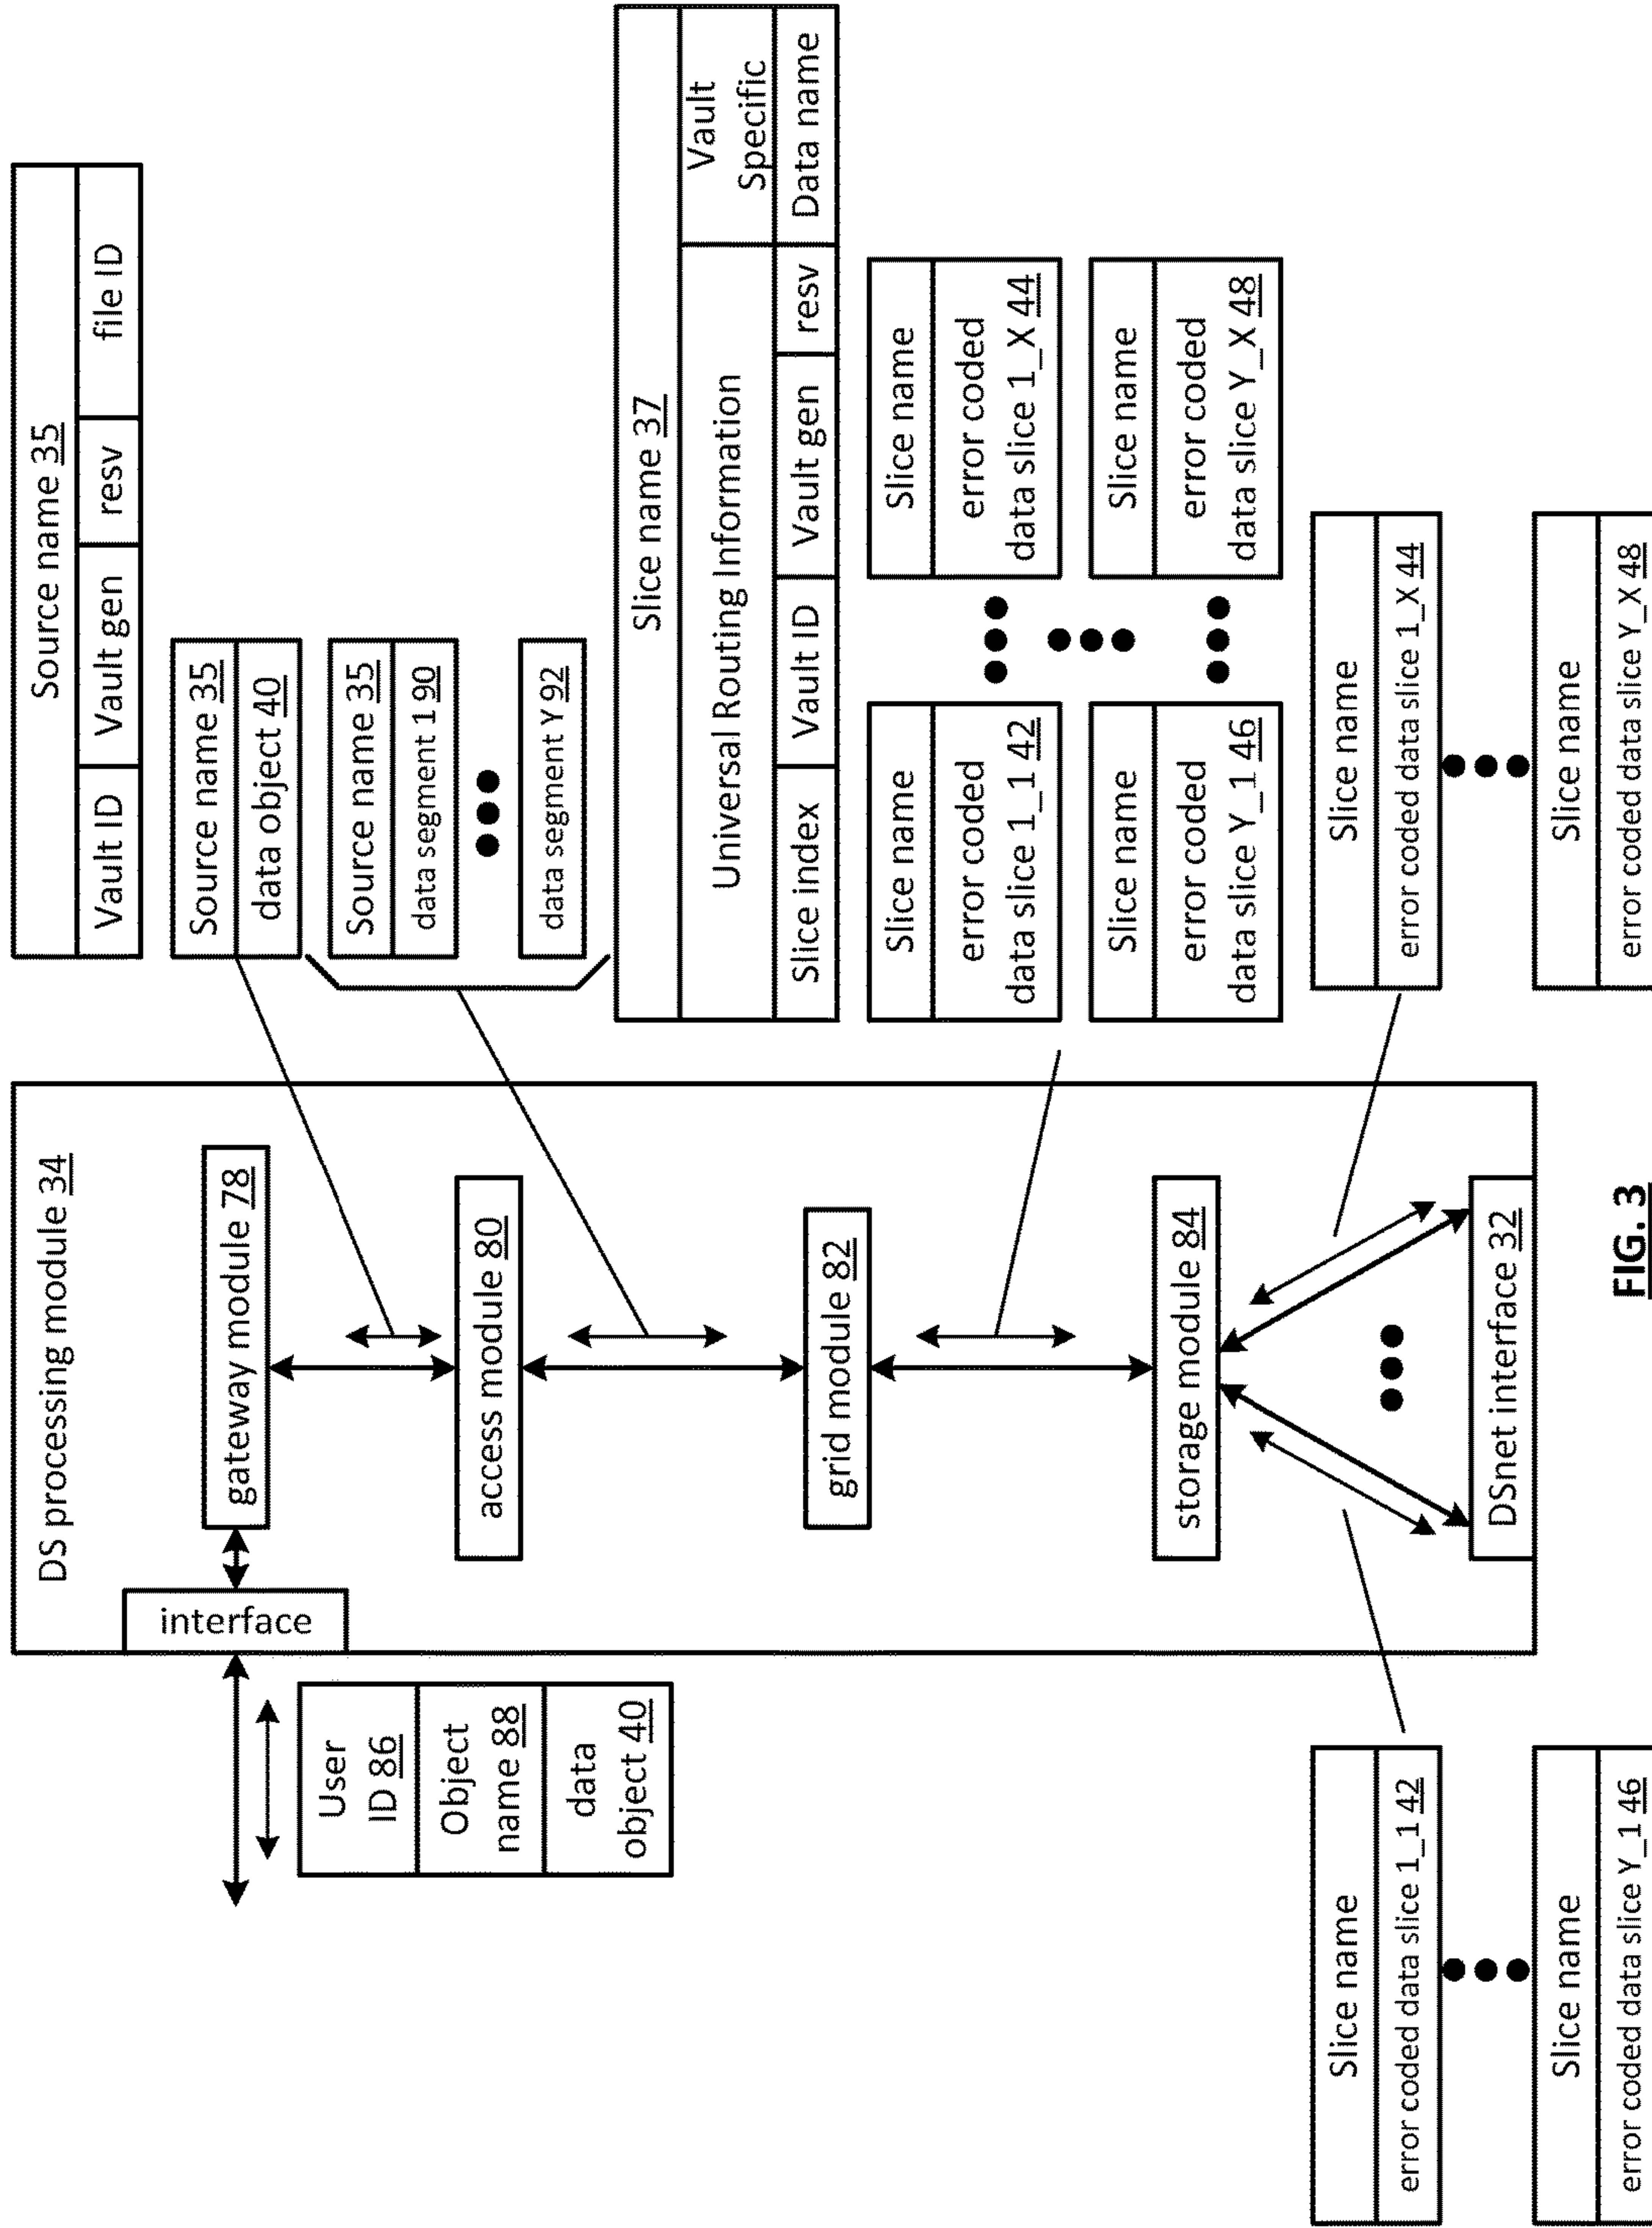 DS processing module 34
interface
gateway module 78
access module 80
grid module 82
storage module 84
DSnet interface 32
User
ID 86
Object
name 88
data
object 40
Source name 35
Vault ID
Vault gen
resv
file ID
Source name 35
data object 40
Source name 35
data segment 1 90
data segment Y 92
Slice name 37
Universal Routing Information
Vault
Specific
Slice index
Vault ID
Vault gen
resv
Data name
Slice name
error coded
data slice 1_1 42
Slice name
error coded
data slice 1_X 44
Slice name
error coded
data slice Y_1 46
Slice name
error coded
data slice Y_X 48
Slice name
error coded data slice 1_1 42
Slice name
error coded data slice Y_1 46
Slice name
error coded data slice 1_X 44
Slice name
error coded data slice Y_X 48
FIG. 3